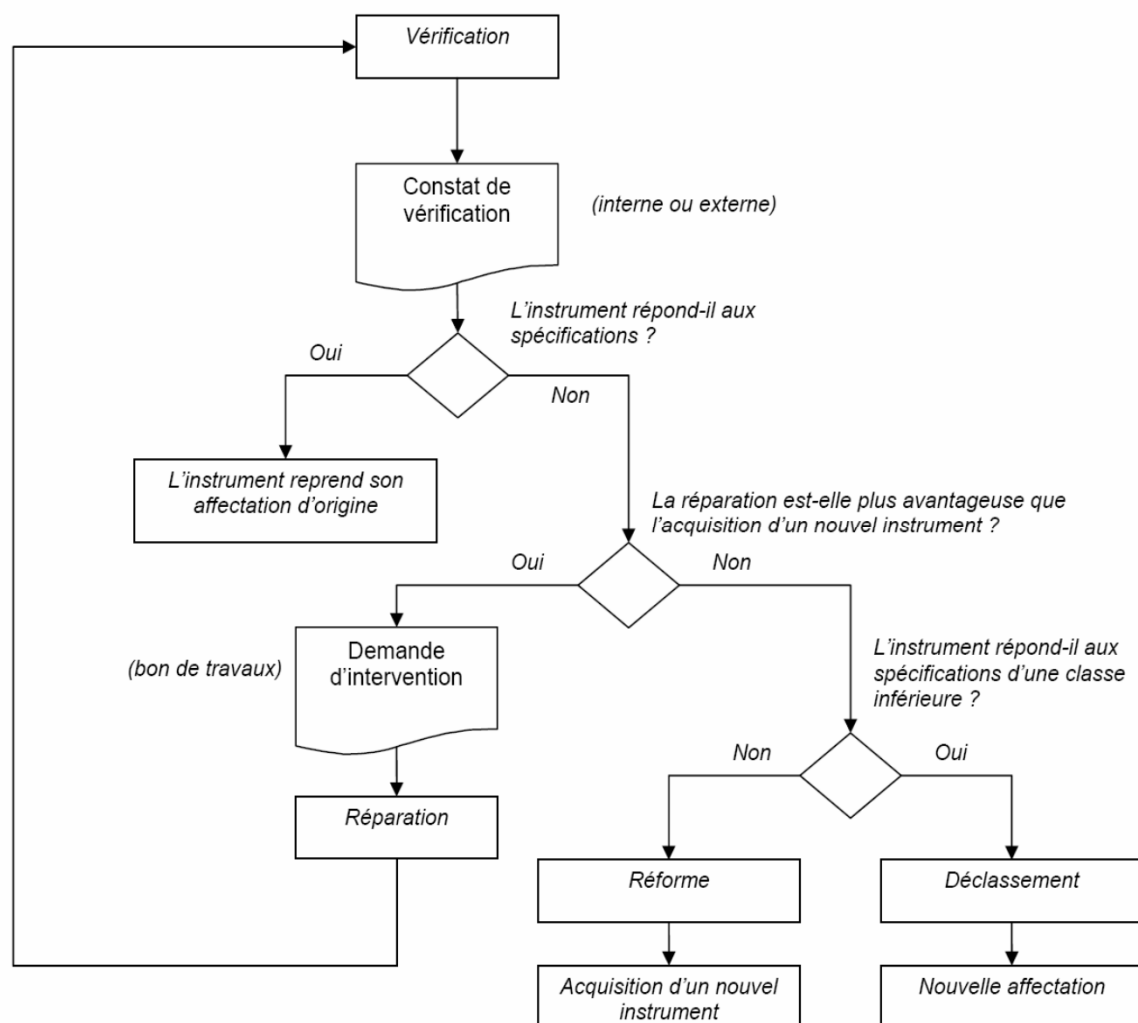 Vérification
Constat de
vérification
(interne ou externe)
L'instrument répond-il aux
spécifications ?
Oui
Non
L'instrument reprend son
affectation d'origine
La réparation est-elle plus avantageuse que
l'acquisition d'un nouvel instrument ?
Oui
Non
Demande
d'intervention
(bon de travaux)
L'instrument répond-il aux
spécifications d'une classe
inférieure ?
Non
Oui
Réparation
Réforme
Déclassement
Acquisition d'un nouvel
instrument
Nouvelle affectation